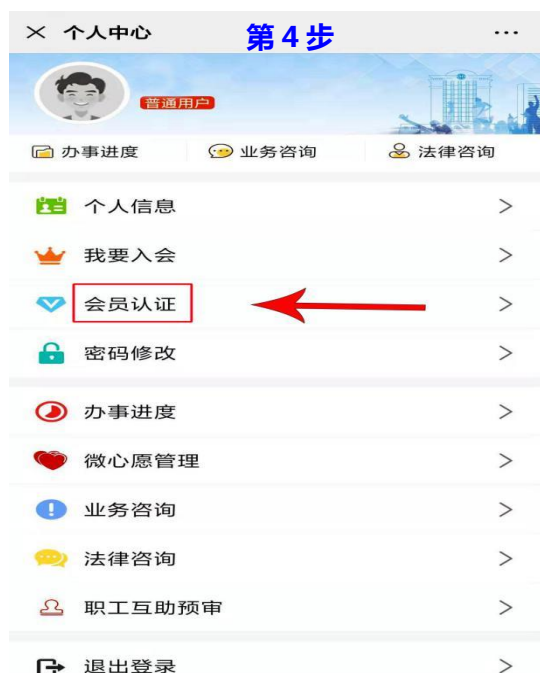 个人中心 第4步
普通用户
办事进度 业务咨询 法律咨询
个人信息
我要入会
会员认证
密码修改
办事进度
微心愿管理
业务咨询
法律咨询
职工互助预审
退出登录